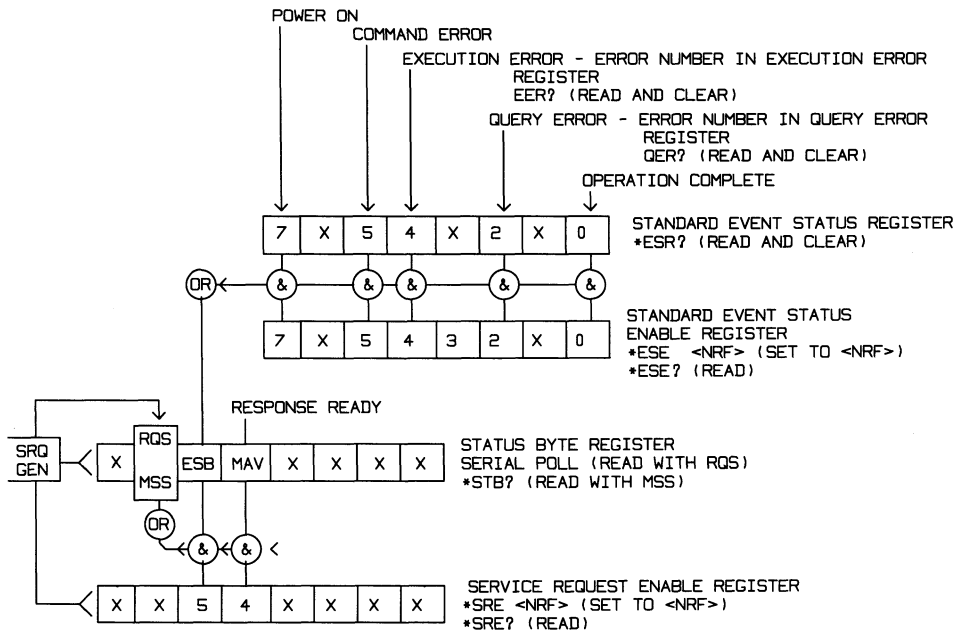 POWER ON
COMMAND ERROR
EXECUTION ERROR - ERROR NUMBER IN EXECUTION ERROR
REGISTER
EER? (READ AND CLEAR)
QUERY ERROR - ERROR NUMBER IN QUERY ERROR
REGISTER
QER? (READ AND CLEAR)
OPERATION COMPLETE
7 X 5 4 X 2 X 0
STANDARD EVENT STATUS REGISTER
*ESR? (READ AND CLEAR)
OR & & & & &
7 X 5 4 3 2 X 0
STANDARD EVENT STATUS
ENABLE REGISTER
*ESE <NRF> (SET TO <NRF>)
*ESE? (READ)
RESPONSE READY
SRQ
GEN
X RQS MSS ESB MAV X X X X
STATUS BYTE REGISTER
SERIAL POLL (READ WITH RQS)
*STB? (READ WITH MSS)
OR & &
X X 5 4 X X X X
SERVICE REQUEST ENABLE REGISTER
*SRE <NRF> (SET TO <NRF>)
*SRE? (READ)